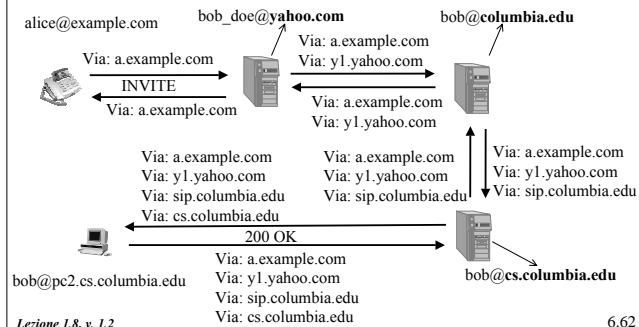 alice@example.com
bob_doe@yahoo.com
bob@columbia.edu
Via: a.example.com
INVITE
Via: a.example.com
Via: a.example.com
Via: y1.yahoo.com
Via: a.example.com
Via: y1.yahoo.com
Via: a.example.com
Via: y1.yahoo.com
Via: sip.columbia.edu
Via: cs.columbia.edu
Via: a.example.com
Via: y1.yahoo.com
Via: sip.columbia.edu
Via: a.example.com
Via: y1.yahoo.com
Via: sip.columbia.edu
200 OK
Via: a.example.com
Via: y1.yahoo.com
Via: sip.columbia.edu
Via: cs.columbia.edu
bob@pc2.cs.columbia.edu
bob@cs.columbia.edu
Lezione 1.8, v. 1.2
6.62